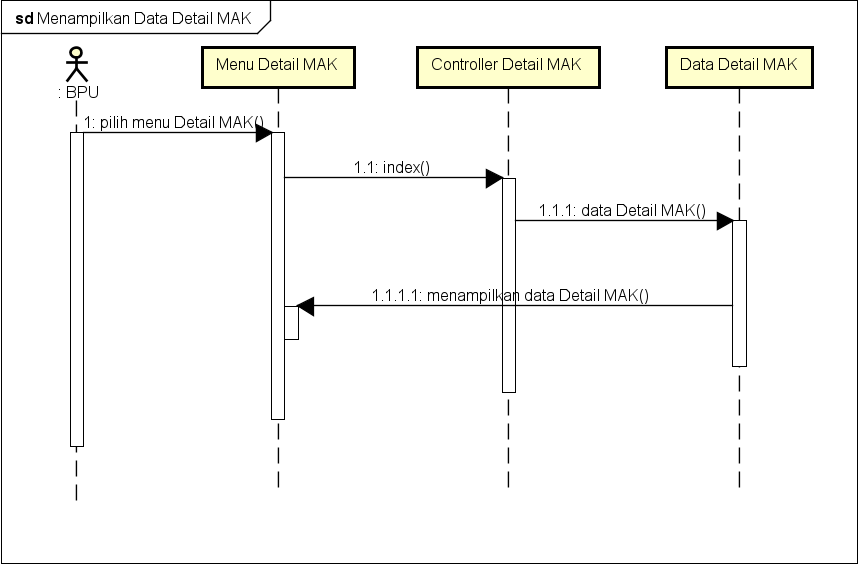 sd Menampilkan Data Detail MAK
: BPU
Menu Detail MAK
Controller Detail MAK
Data Detail MAK
1: pilih menu Detail MAK()
1.1: index()
1.1.1: data Detail MAK()
1.1.1.1: menampilkan data Detail MAK()